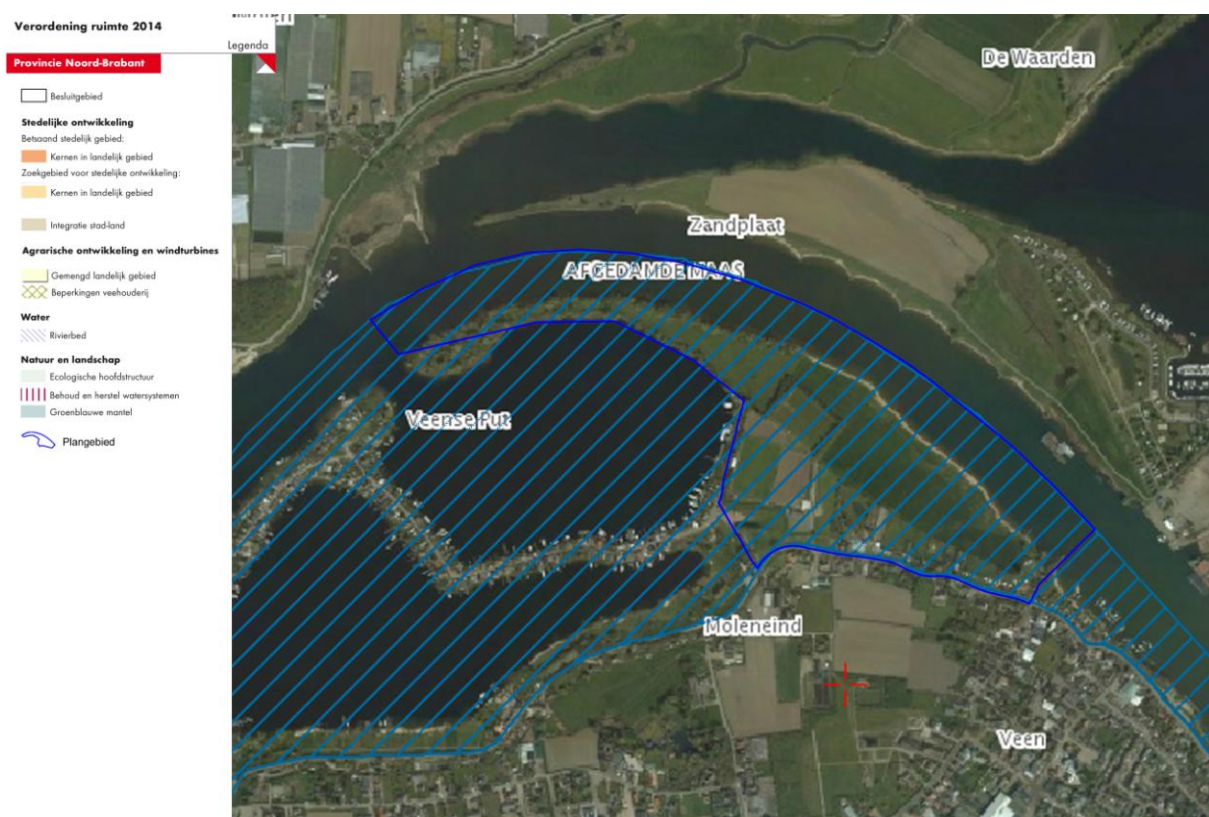 Verordening ruimte 2014
Legenda
Provincie Noord-Brabant
Besluitgebied
Stedelijke ontwikkeling
Betsaand stedelijk gebied:
Kernen in landelijk gebied
Zoekgebied voor stedelijke ontwikkeling:
Kernen in landelijk gebied
Integratie stad-land
Agrarische ontwikkeling en windturbines
Gemengd landelijk gebied
Beperkingen veehouderij
Water
Rivierbed
Natuur en landschap
Ecologische hoofdstructuur
Behoud en herstel watersystemen
Groenblauwe mantel
Plangebied
De Waarden
Zandplaat
AFGEDAMDE MAAS
Veense Put
Moleneind
Veen